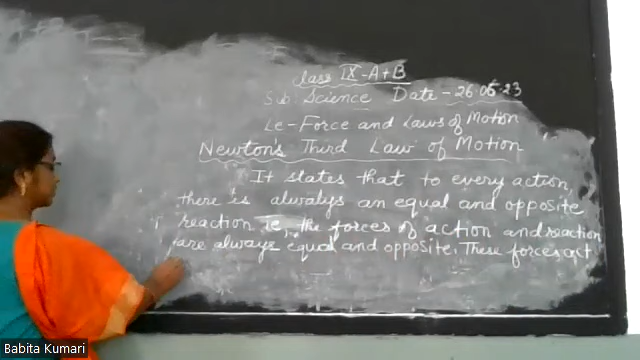 Class IX-A+B
Sub: Science Date - 26.05.23
Le-Force and Laws of Motion
Newton's Third Law of Motion
It states that to every action,
there is always an equal and opposite
reaction ie, the forces of action and reaction
are always equal and opposite. These forces act
Babita Kumari